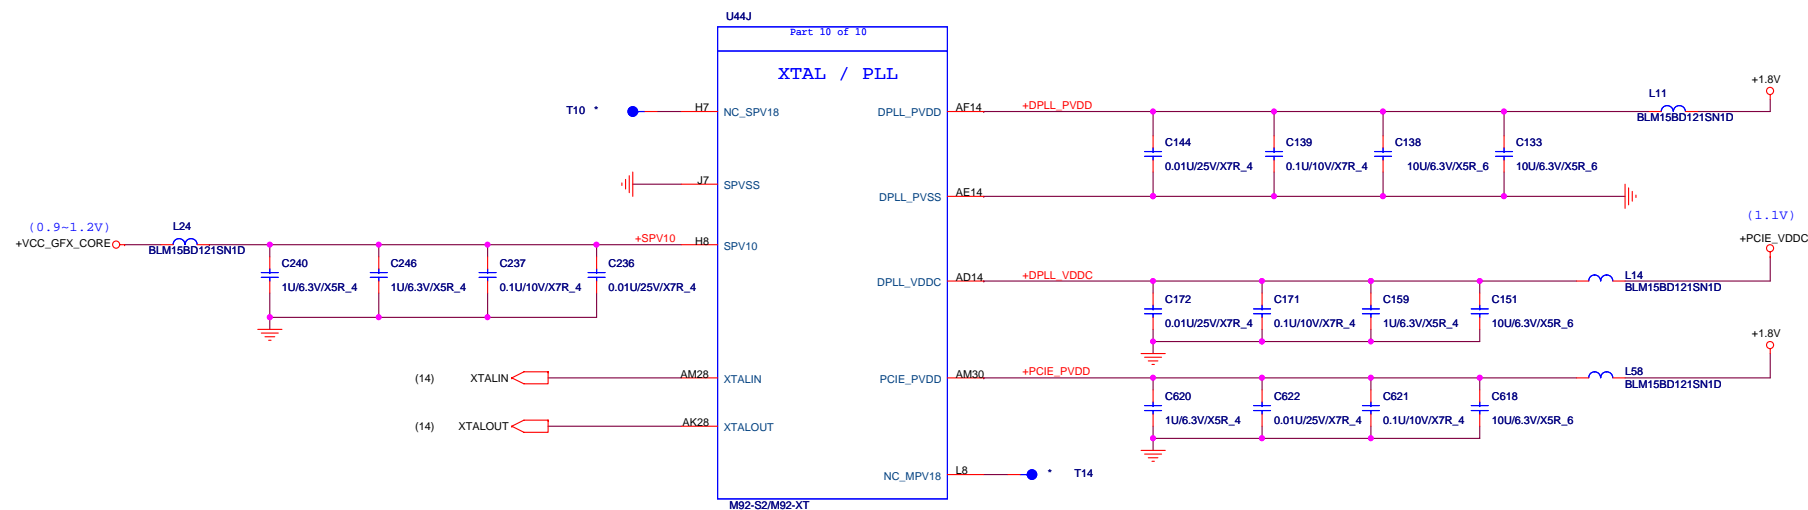 U44J
Part 10 of 10
XTAL / PLL
T10 *
H7
NC_SPV18
J7
SPVSS
(0.9~1.2V)
+VCC_GFX_CORE
L24
BLM15BD121SN1D
+SPV10
H8
SPV10
C240
1U/6.3V/X5R_4
C246
1U/6.3V/X5R_4
C237
0.1U/10V/X7R_4
C236
0.01U/25V/X7R_4
(14)
XTALIN
AM28
XTALIN
(14)
XTALOUT
AK28
XTALOUT
M92-S2/M92-XT
DPLL_PVDD
AF14
+DPLL_PVDD
L11
BLM15BD121SN1D
+1.8V
C144
0.01U/25V/X7R_4
C139
0.1U/10V/X7R_4
C138
10U/6.3V/X5R_6
C133
10U/6.3V/X5R_6
DPLL_PVSS
AE14
(1.1V)
+PCIE_VDDC
DPLL_VDDC
AD14
+DPLL_VDDC
L14
BLM15BD121SN1D
C172
0.01U/25V/X7R_4
C171
0.1U/10V/X7R_4
C159
1U/6.3V/X5R_4
C151
10U/6.3V/X5R_6
+1.8V
PCIE_PVDD
AM30
+PCIE_PVDD
L58
BLM15BD121SN1D
C620
1U/6.3V/X5R_4
C622
0.01U/25V/X7R_4
C621
0.1U/10V/X7R_4
C618
10U/6.3V/X5R_6
NC_MPV18
L8
* T14